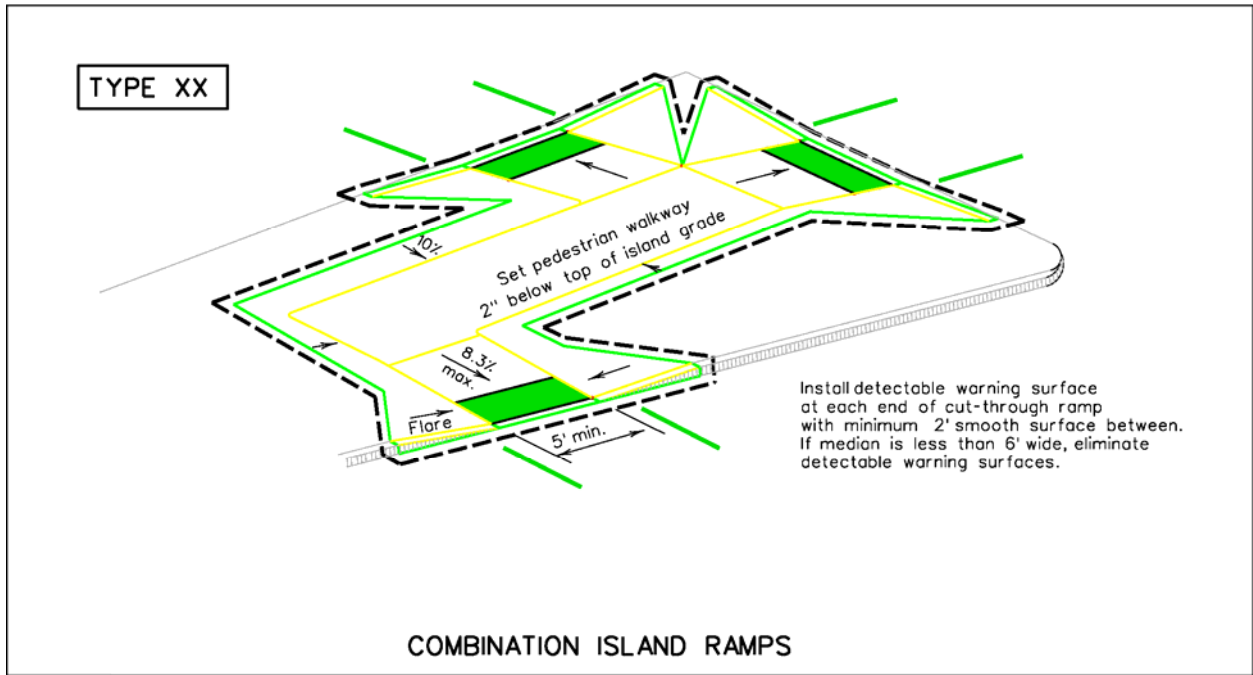 TYPE XX
10%
Set pedestrian walkway
2" below top of island grade
8.3%
max.
Flare
5' min.
Install detectable warning surface
at each end of cut-through ramp
with minimum 2' smooth surface between.
If median is less than 6' wide, eliminate
detectable warning surfaces.
COMBINATION ISLAND RAMPS